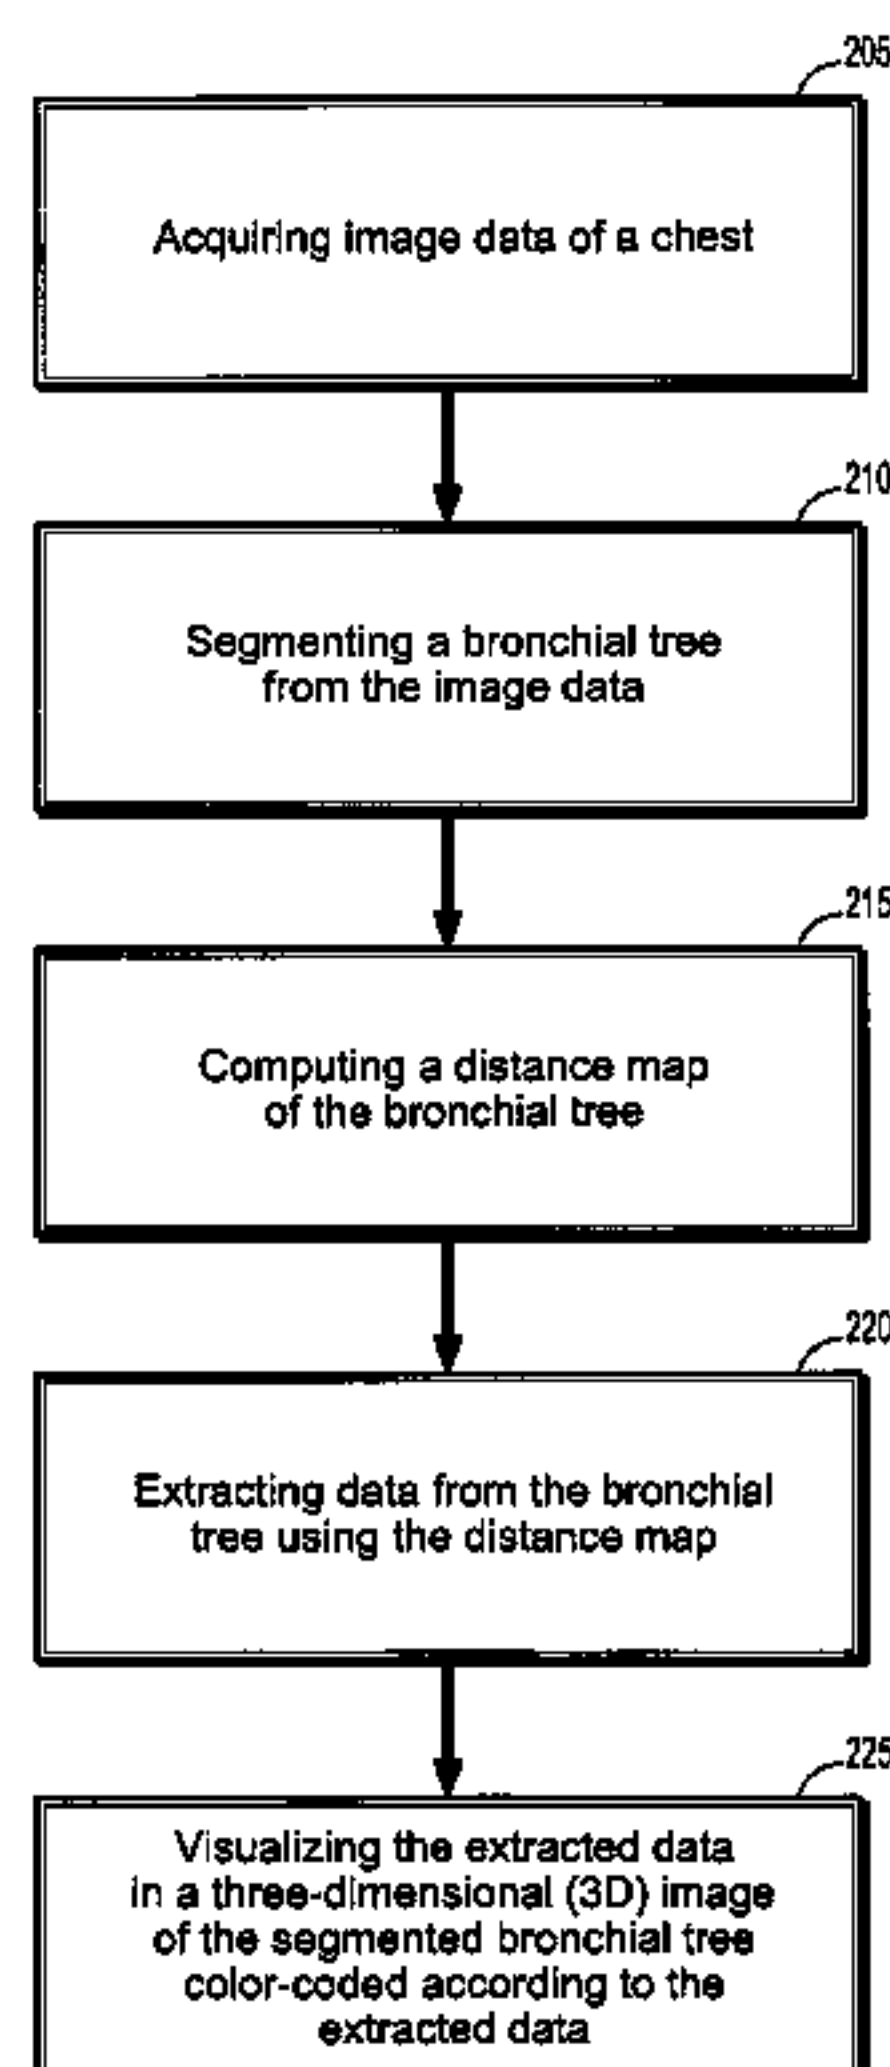 205
Acquiring image data of a chest
210
Segmenting a bronchial tree
from the image data
215
Computing a distance map
of the bronchial tree
220
Extracting data from the bronchial
tree using the distance map
225
Visualizing the extracted data
in a three-dimensional (3D) image
of the segmented bronchial tree
color-coded according to the
extracted data